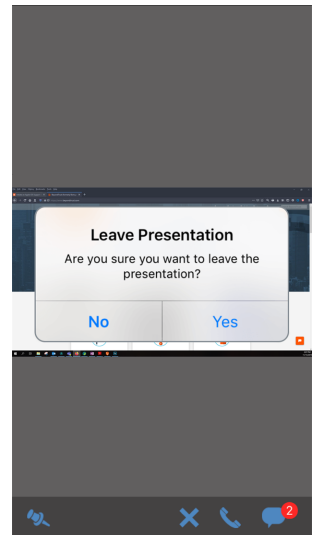 Leave Presentation
Are you sure you want to leave the
presentation?
No
Yes
2